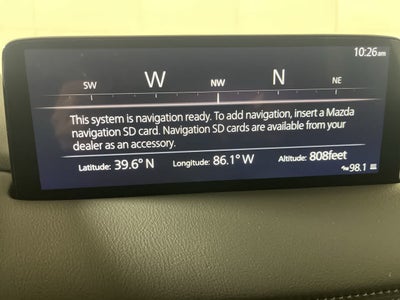 10:26am
SW W NW N NE
This system is navigation ready. To add navigation, insert a Mazda
navigation SD card. Navigation SD cards are available from your
dealer as an accessory.
Latitude: 39.6° N Longitude: 86.1° W Altitude: 808feet
98.1